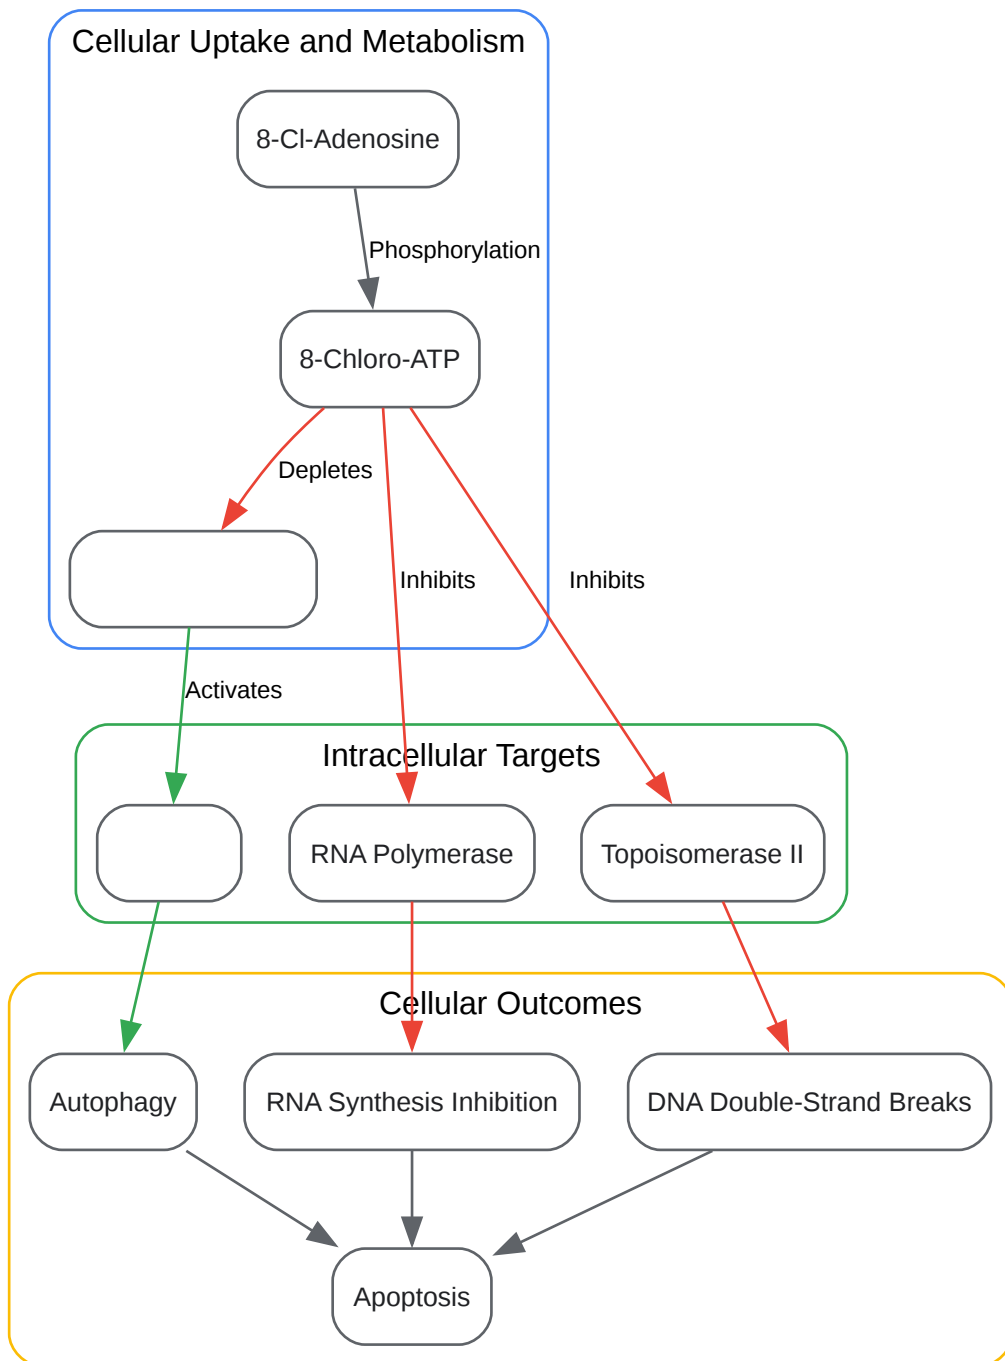 Cellular Uptake and Metabolism
8-Cl-Adenosine
Phosphorylation
8-Chloro-ATP
Depletes
Inhibits
Inhibits
Activates
Intracellular Targets
RNA Polymerase
Topoisomerase II
Cellular Outcomes
Autophagy
RNA Synthesis Inhibition
DNA Double-Strand Breaks
Apoptosis